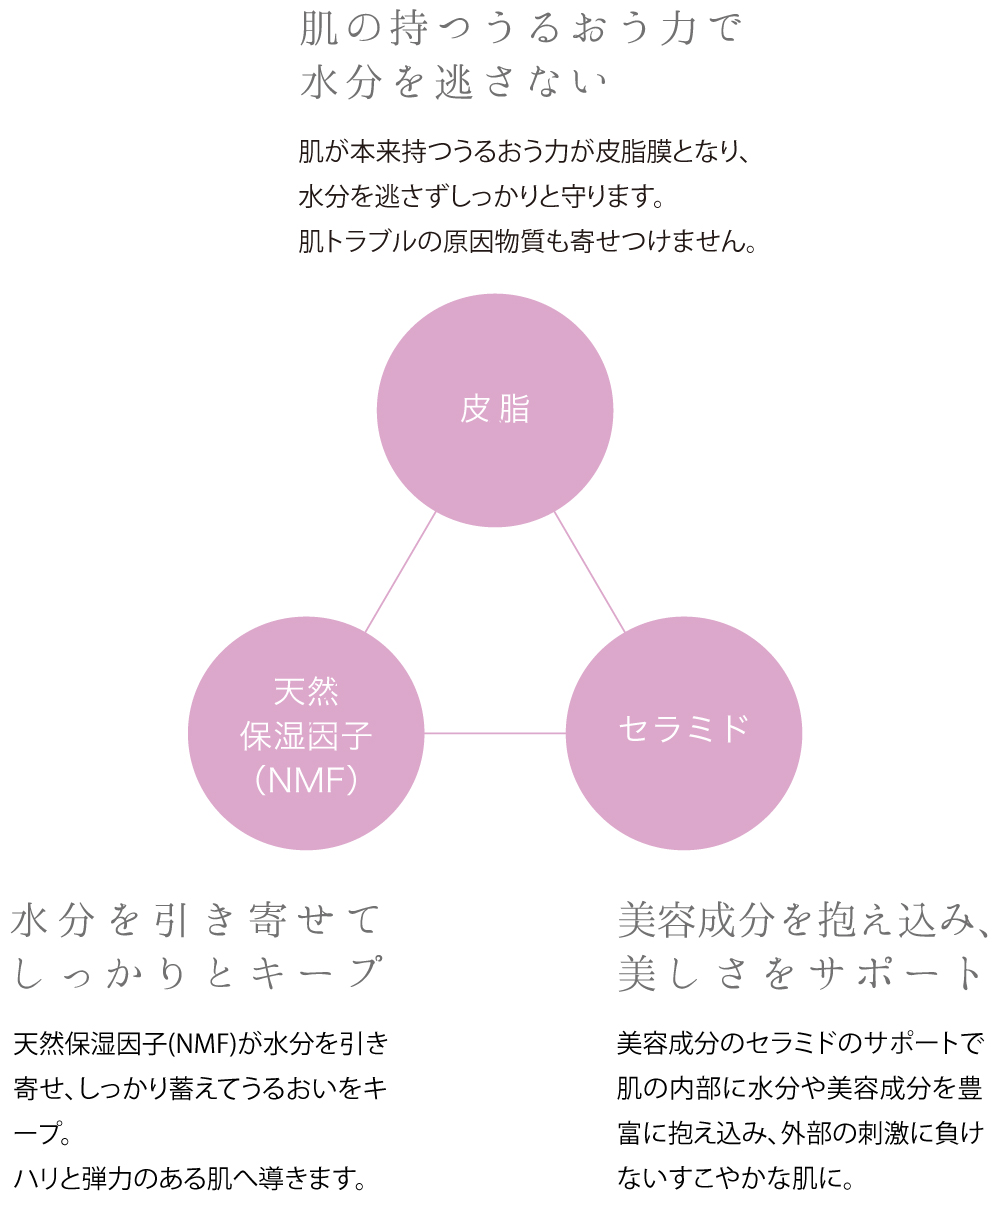 肌の持つうるおう力で
水分を逃さない
肌が本来持つうるおう力が皮脂膜となり、
水分を逃さずしっかりと守ります。
肌トラブルの原因物質も寄せつけません。
皮脂
天然
保湿因子
（NMF）
セラミド
水分を引き寄せて
しっかりとキープ
天然保湿因子(NMF)が水分を引き
寄せ、しっかり蓄えてうるおいをキ
ープ。
ハリと弾力のある肌へ導きます。
美容成分を抱え込み、
美しさをサポート
美容成分のセラミドのサポートで
肌の内部に水分や美容成分を豊
富に抱え込み、外部の刺激に負け
ないすこやかな肌に。